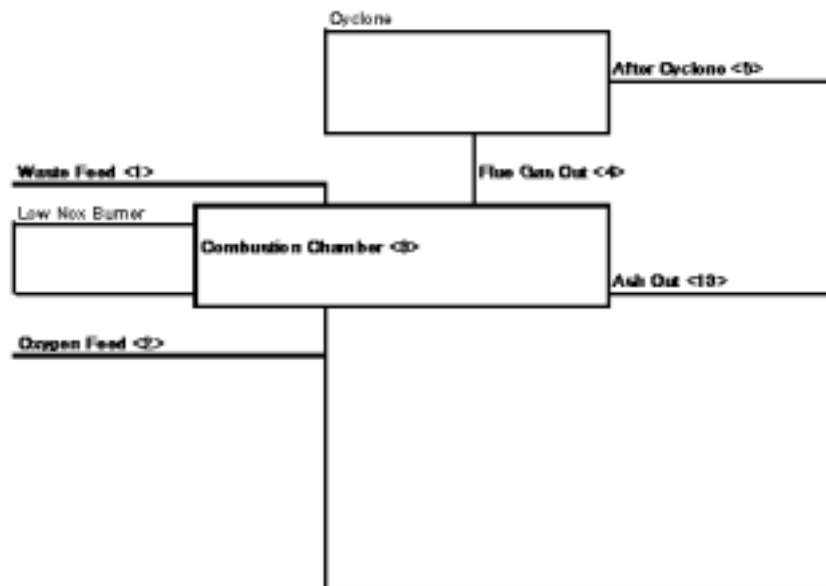 Cyclone
After Cyclone <5>
Waste Feed <1>
Flue Gas Out <4>
Low Nox Burner
Combustion Chamber <3>
Ash Out <13>
Oxygen Feed <2>